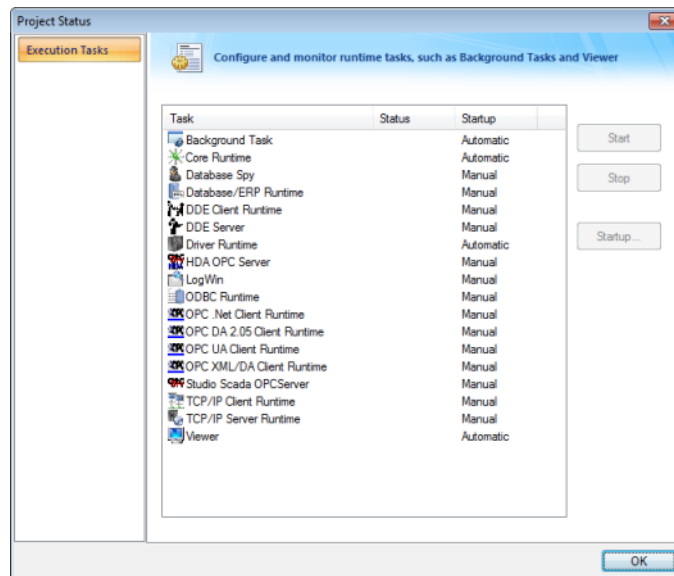 Project Status
Execution Tasks
Configure and monitor runtime tasks, such as Background Tasks and Viewer
Task Status Startup
Background Task Automatic
Core Runtime Automatic
Database Spy Manual
Database/ERP Runtime Manual
DDE Client Runtime Manual
DDE Server Manual
Driver Runtime Automatic
HDA OPC Server Manual
LogWin Manual
ODBC Runtime Manual
OPC .Net Client Runtime Manual
OPC DA 2.05 Client Runtime Manual
OPC UA Client Runtime Manual
OPC XML/DA Client Runtime Manual
Studio Scada OPCServer Manual
TCP/IP Client Runtime Manual
TCP/IP Server Runtime Manual
Viewer Automatic
Start
Stop
Startup...
OK